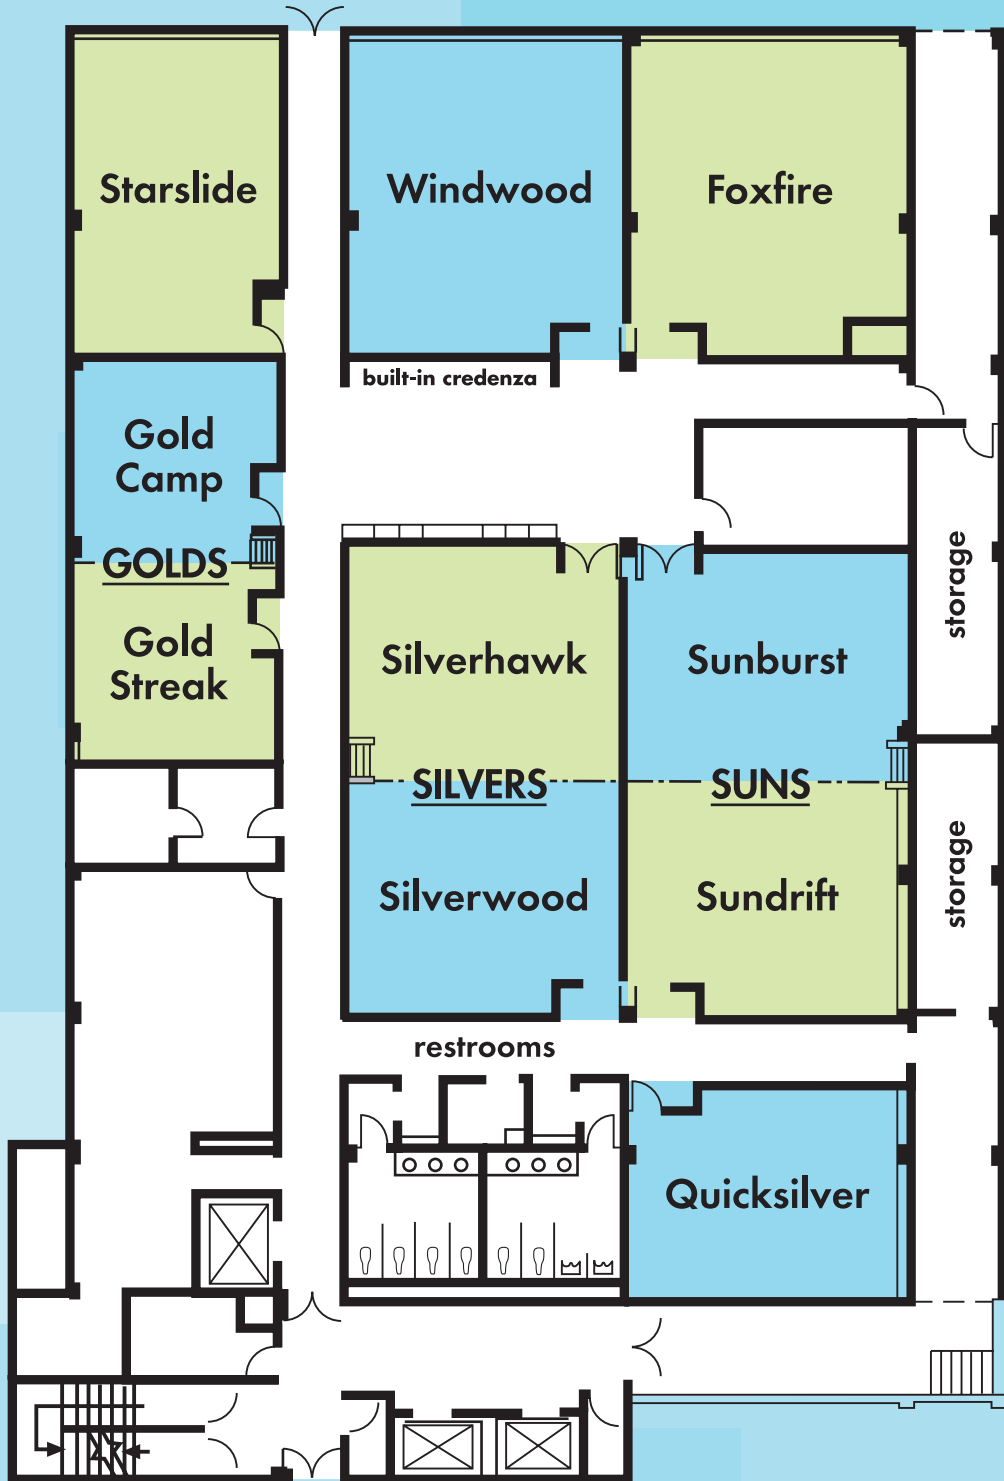 Starslide
Windwood
Foxfire
built-in credenza
Gold
Camp
GOLDS
Gold
Streak
Silverhawk
Sunburst
storage
SILVERS
SUNS
Silverwood
Sundrift
storage
restrooms
Quicksilver